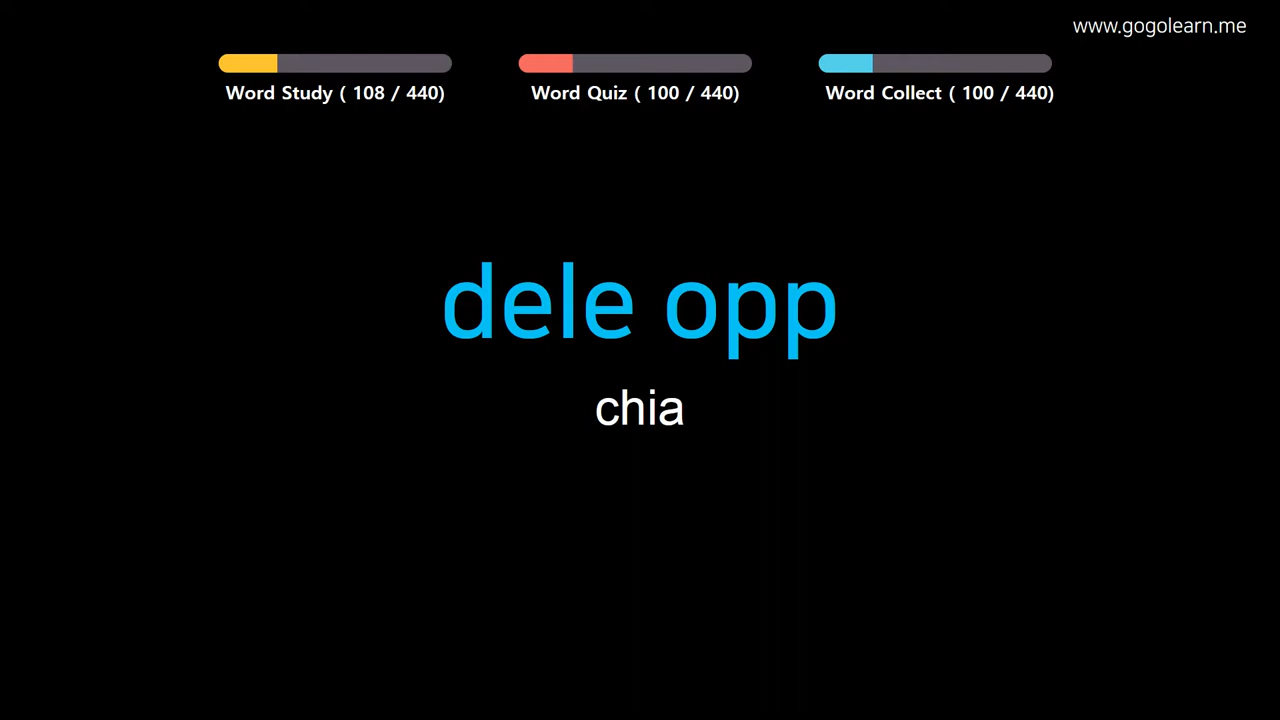 www.gogolearn.me
Word Study ( 108 / 440)
Word Quiz ( 100 / 440)
Word Collect ( 100 / 440)
dele opp
chia